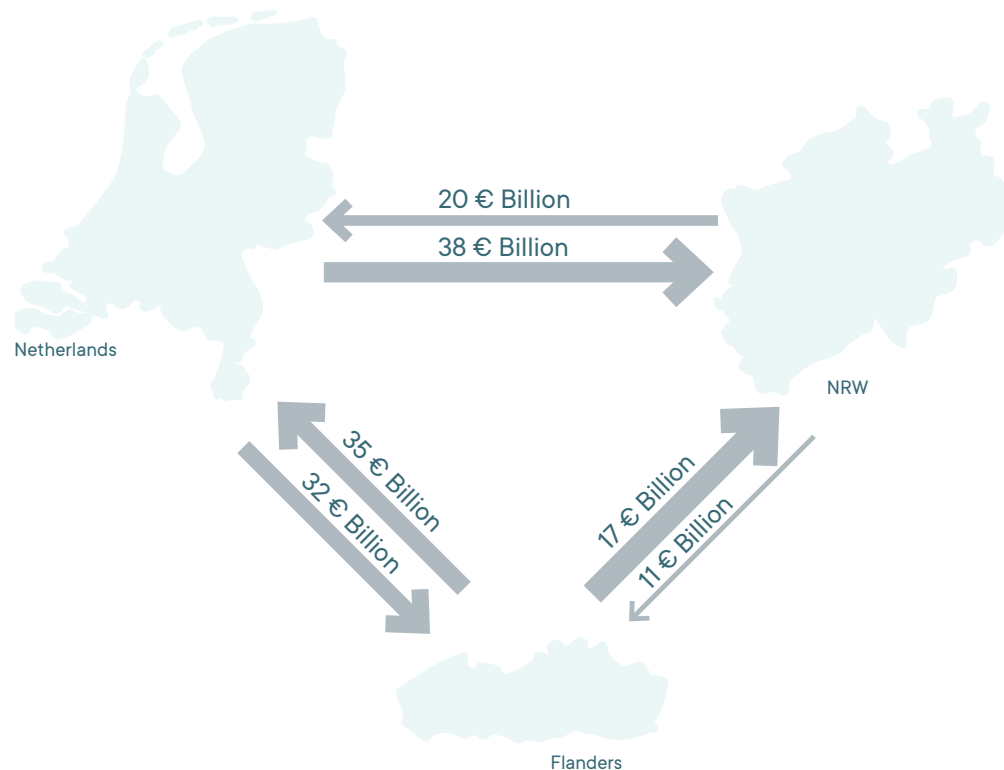 20 € Billion
38 € Billion
Netherlands
NRW
35 € Billion
32 € Billion
17 € Billion
11 € Billion
Flanders